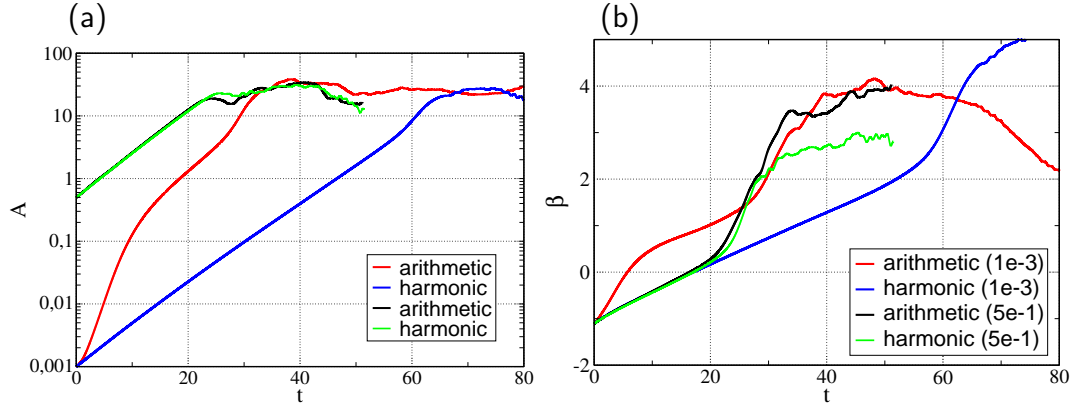 (a)
100
10
1
0,1
0,01
0,001
A
0
20
40
60
80
t
arithmetic
harmonic
arithmetic
harmonic
(b)
4
2
0
-2
β
0
20
40
60
80
t
arithmetic (1e-3)
harmonic (1e-3)
arithmetic (5e-1)
harmonic (5e-1)